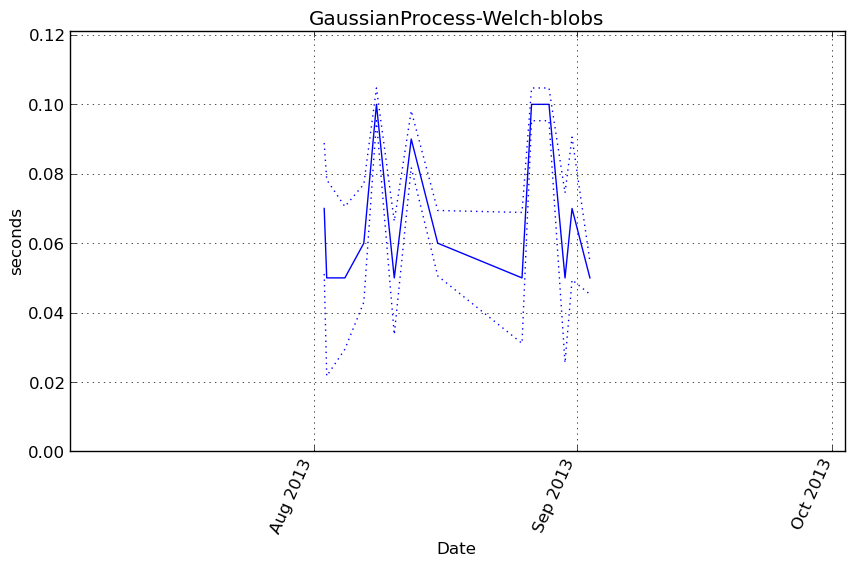 GaussianProcess-Welch-blobs
0.12
0.10
0.08
0.06
0.04
0.02
0.00
seconds
Aug 2013
Sep 2013
Oct 2013
Date